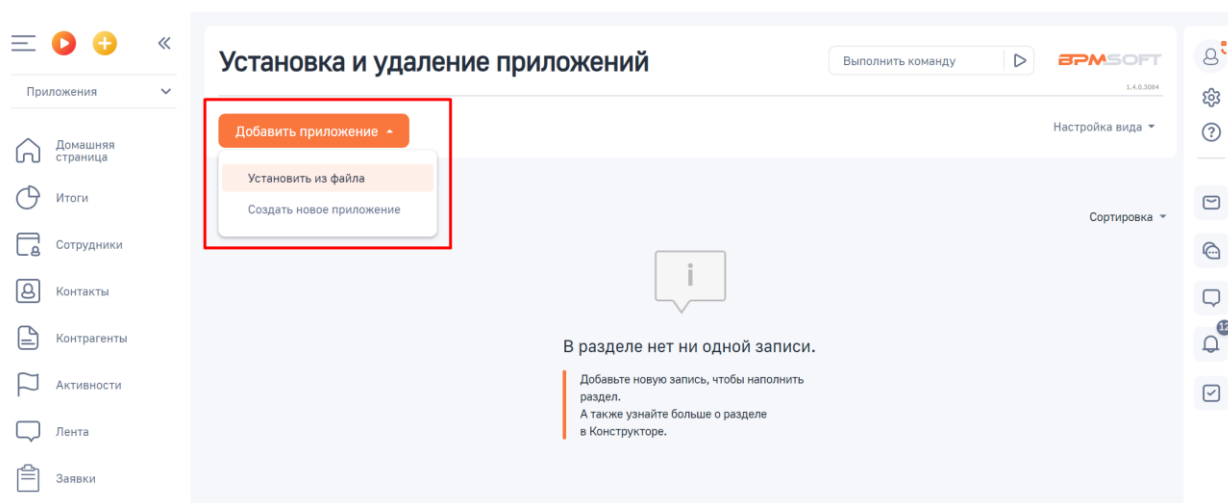 Установка и удаление приложений
Выполнить команду
BPMSOFT
1.4.0.3084
Приложения
Добавить приложение
Настройка вида
Установить из файла
Создать новое приложение
Сортировка
Домашняя
страница
Итоги
Сотрудники
Контакты
Контрагенты
Активности
Лента
Заявки
i
В разделе нет ни одной записи.
Добавьте новую запись, чтобы наполнить
раздел.
А также узнайте больше о разделе
в Конструкторе.